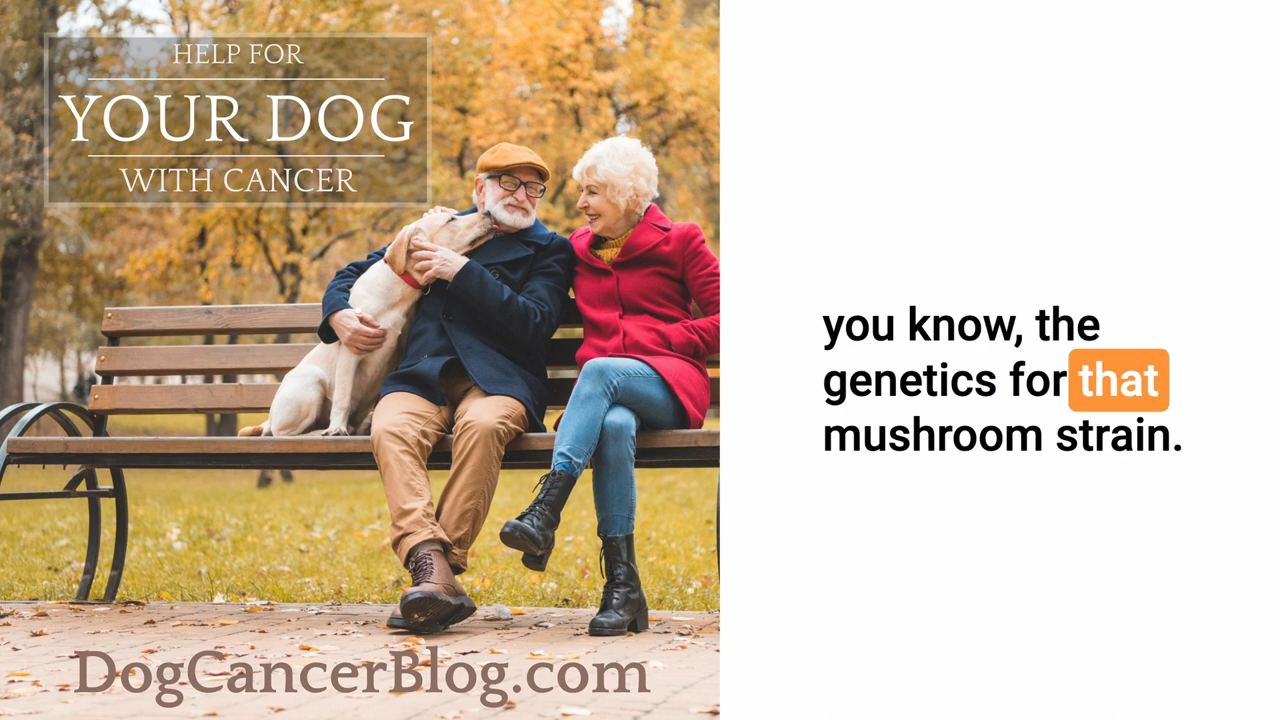 HELP FOR
YOUR DOG
WITH CANCER
DogCancerBlog.com
you know, the
genetics for that
mushroom strain.